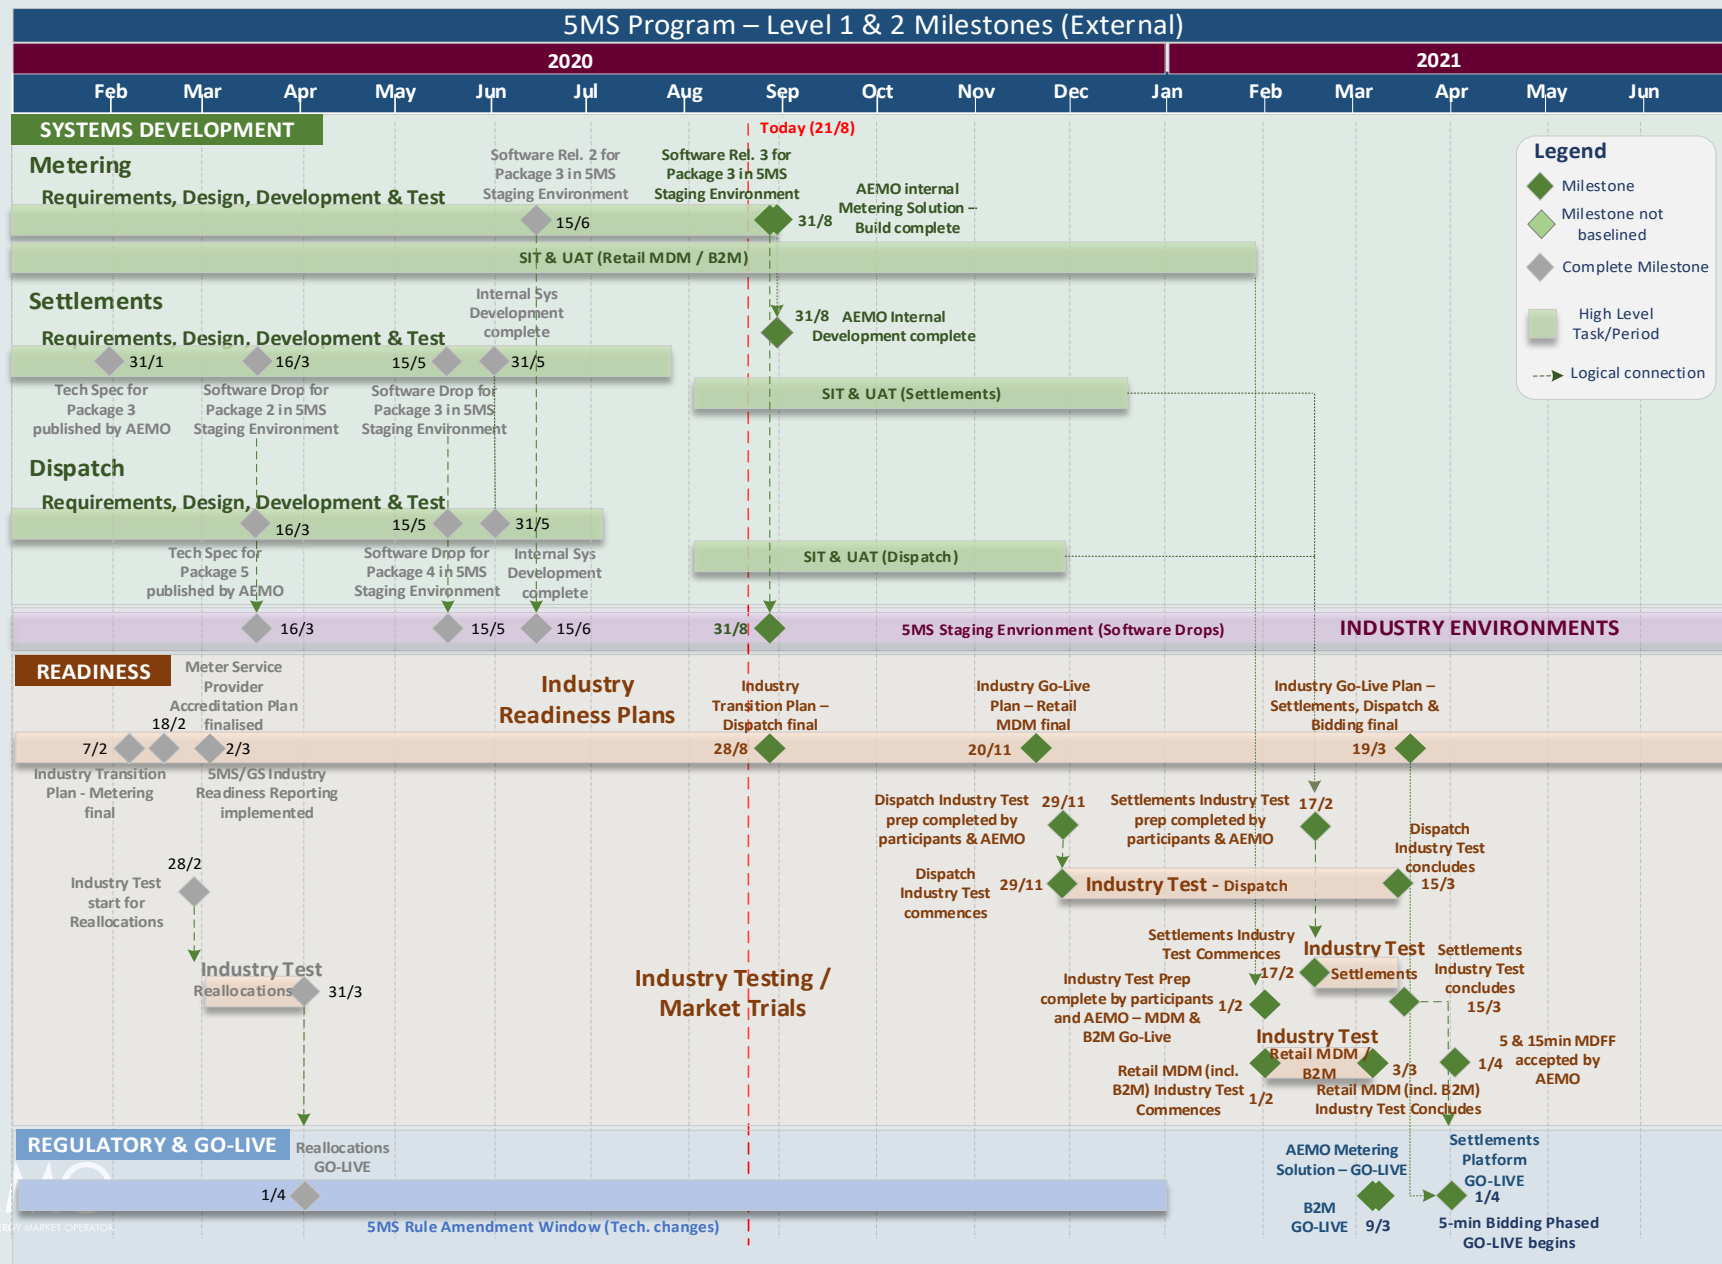 5MS Program – Level 1 & 2 Milestones (External)
2020
2021
Feb
Mar
Apr
May
Jun
Jul
Aug
Sep
Oct
Nov
Dec
Jan
Feb
Mar
Apr
May
Jun
SYSTEMS DEVELOPMENT
Today (21/8)
Legend
Milestone
Milestone not
baselined
Complete Milestone
High Level
Task/Period
Logical connection
Metering
Requirements, Design, Development & Test
Software Rel. 2 for
Package 3 in 5MS
Staging Environment
15/6
Software Rel. 3 for
Package 3 in 5MS
Staging Environment
31/8
AEMO internal
Metering Solution –
Build complete
SIT & UAT (Retail MDM / B2M)
Settlements
Requirements, Design, Development & Test
Internal Sys
Development
complete
31/8
AEMO Internal
Development complete
31/1
16/3
15/5
31/5
Tech Spec for
Package 3
published by AEMO
Software Drop for
Package 2 in 5MS
Staging Environment
Software Drop for
Package 3 in 5MS
Staging Environment
SIT & UAT (Settlements)
Dispatch
Requirements, Design, Development & Test
16/3
15/5
31/5
Tech Spec for
Package 5
published by AEMO
Software Drop for
Package 4 in 5MS
Staging Environment
Internal Sys
Development
complete
SIT & UAT (Dispatch)
16/3
15/5
15/6
31/8
5MS Staging Envrionment (Software Drops)
INDUSTRY ENVIRONMENTS
READINESS
Meter Service
Provider
Accreditation Plan
finalised
18/2
7/2
2/3
Industry Transition
Plan - Metering
final
5MS/GS Industry
Readiness Reporting
implemented
Industry
Readiness Plans
Industry
Transition Plan –
Dispatch final
28/8
Industry Go-Live
Plan – Retail
MDM final
20/11
Industry Go-Live Plan –
Settlements, Dispatch &
Bidding final
19/3
Dispatch Industry Test
prep completed by
participants & AEMO
29/11
Settlements Industry Test
prep completed by
participants & AEMO
17/2
Dispatch
Industry Test
concludes
15/3
Dispatch
Industry Test
commences
29/11
Industry Test - Dispatch
28/2
Industry Test
start for
Reallocations
Industry Test
Reallocations
31/3
Industry Testing /
Market Trials
Settlements Industry
Test Commences
17/2
Industry Test
Settlements
Settlements
Industry Test
concludes
15/3
Industry Test Prep
complete by participants
and AEMO – MDM &
B2M Go-Live
1/2
Industry Test
Retail MDM /
B2M
3/3
Retail MDM (incl.
B2M) Industry Test
Commences
1/2
Retail MDM (incl. B2M)
Industry Test Concludes
1/4
5 & 15min MDFF
accepted by
AEMO
REGULATORY & GO-LIVE
Reallocations
GO-LIVE
1/4
5MS Rule Amendment Window (Tech. changes)
AEMO Metering
Solution – GO-LIVE
B2M
GO-LIVE
9/3
Settlements
Platform
GO-LIVE
1/4
5-min Bidding Phased
GO-LIVE begins
MARKET OPERATOR